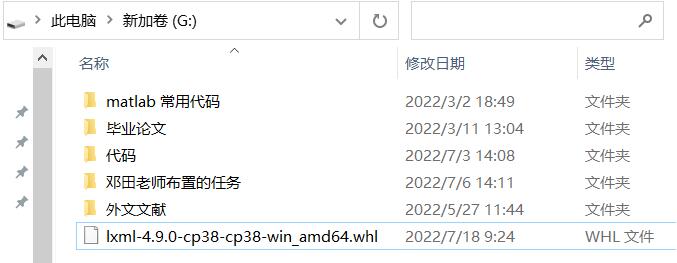 此电脑 新加卷 (G:)
名称 修改日期 类型
matlab 常用代码 2022/3/2 18:49 文件夹
毕业论文 2022/3/11 13:04 文件夹
代码 2022/7/3 14:08 文件夹
邓田老师布置的任务 2022/7/6 14:11 文件夹
外文文献 2022/5/27 11:44 文件夹
lxml-4.9.0-cp38-cp38-win_amd64.whl 2022/7/18 9:24 WHL 文件